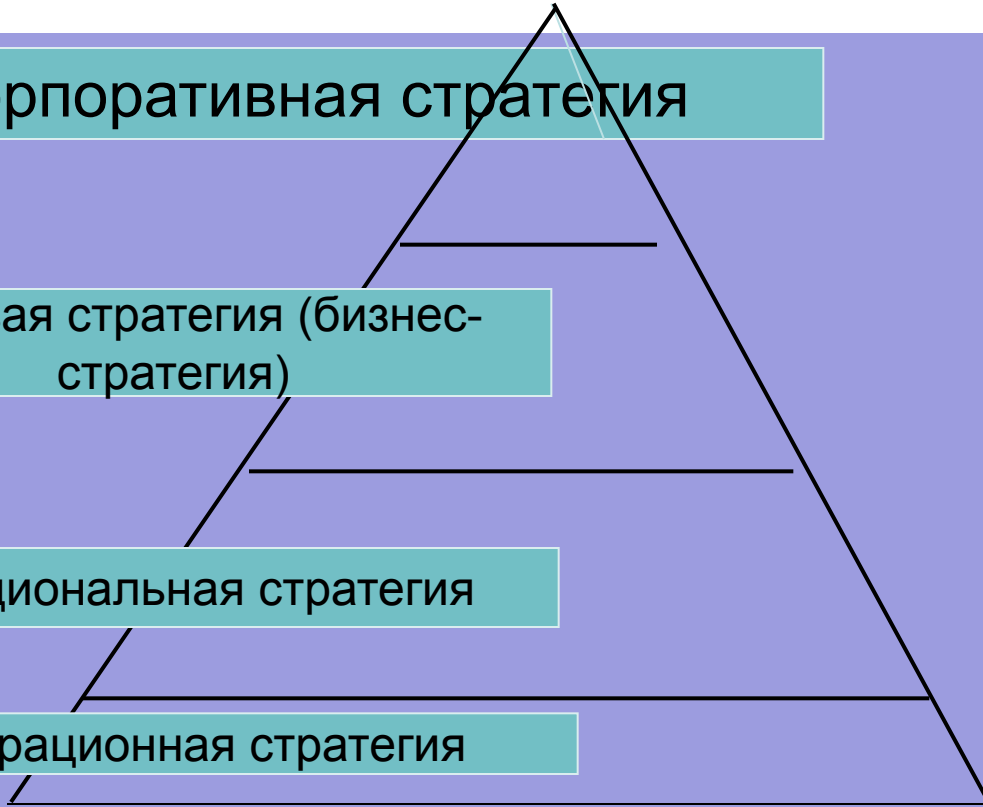 рпоративная стратегия
ая стратегия (бизнес-
стратегия)
циональная стратегия
рационная стратегия